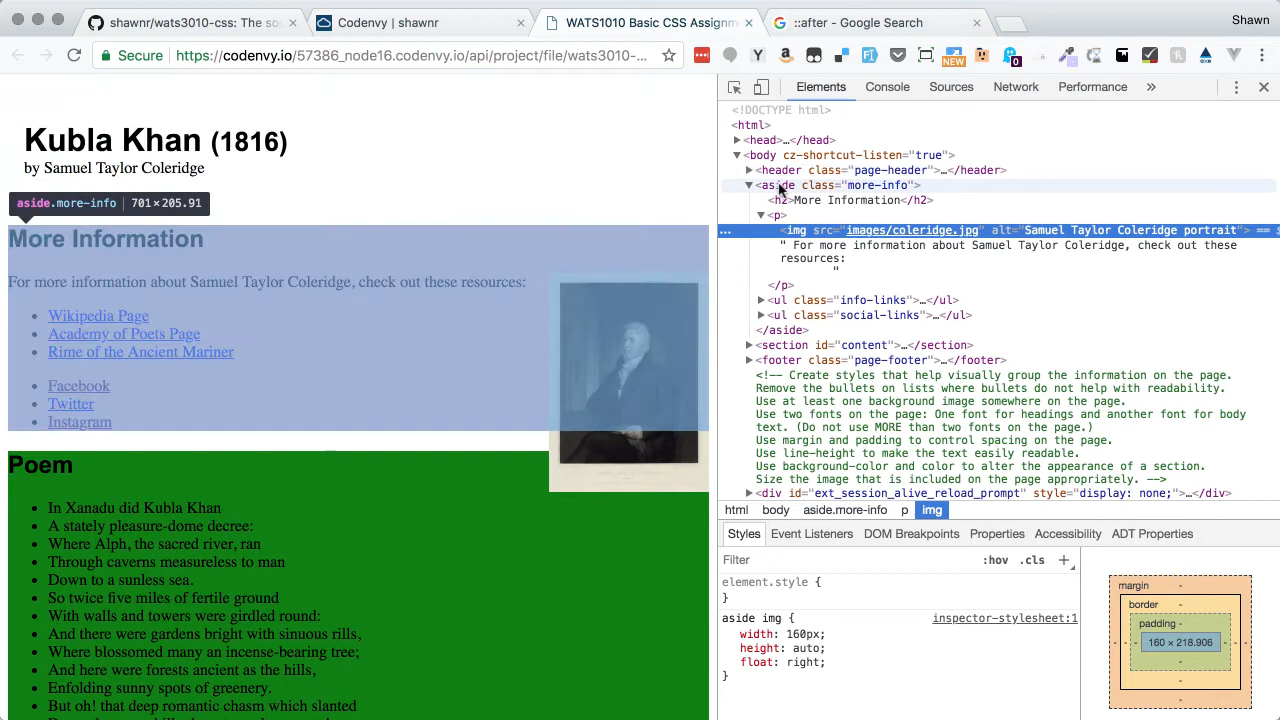 shawnr/wats3010-css: The so
Codenvy | shawnr
WATS1010 Basic CSS Assignm
::after - Google Search
Shawn
Secure
https://codenvy.io/57386_node16.codenvy.io/api/project/file/wats3010-...
NEW
0
Kubla Khan (1816)
by Samuel Taylor Coleridge
aside.more-info | 701 × 205.91
More Information
For more information about Samuel Taylor Coleridge, check out these resources:
Wikipedia Page
Academy of Poets Page
Rime of the Ancient Mariner
Facebook
Twitter
Instagram
Poem
In Xanadu did Kubla Khan
A stately pleasure-dome decree:
Where Alph, the sacred river, ran
Through caverns measureless to man
Down to a sunless sea.
So twice five miles of fertile ground
With walls and towers were girdled round:
And there were gardens bright with sinuous rills,
Where blossomed many an incense-bearing tree;
And here were forests ancient as the hills,
Enfolding sunny spots of greenery.
But oh! that deep romantic chasm which slanted
Elements Console Sources Network Performance »
<!DOCTYPE html>
<html>
<head>…</head>
<body cz-shortcut-listen="true">
<header class="page-header">…</header>
<aside class="more-info">
<h2>More Information</h2>
<p>
<img src="images/coleridge.jpg" alt="Samuel Taylor Coleridge portrait"> == $
" For more information about Samuel Taylor Coleridge, check out these
resources:
"
</p>
<ul class="info-links">…</ul>
<ul class="social-links">…</ul>
</aside>
<section id="content">…</section>
<footer class="page-footer">…</footer>
<!-- Create styles that help visually group the information on the page.
Remove the bullets on lists where bullets do not help with readability.
Use at least one background image somewhere on the page.
Use two fonts on the page: One font for headings and another font for body
text. (Do not use MORE than two fonts on the page.)
Use margin and padding to control spacing on the page.
Use line-height to make the text easily readable.
Use background-color and color to alter the appearance of a section.
Size the image that is included on the page appropriately. -->
<div id="ext_session_alive_reload_prompt" style="display: none;">…</div>
html body aside.more-info p img
Styles Event Listeners DOM Breakpoints Properties Accessibility ADT Properties
Filter :hov .cls +
element.style {
}
aside img { inspector-stylesheet:1
width: 160px;
height: auto;
float: right;
}
margin -
border -
padding -
- - - 160 × 218.906 - - -
-
-
-